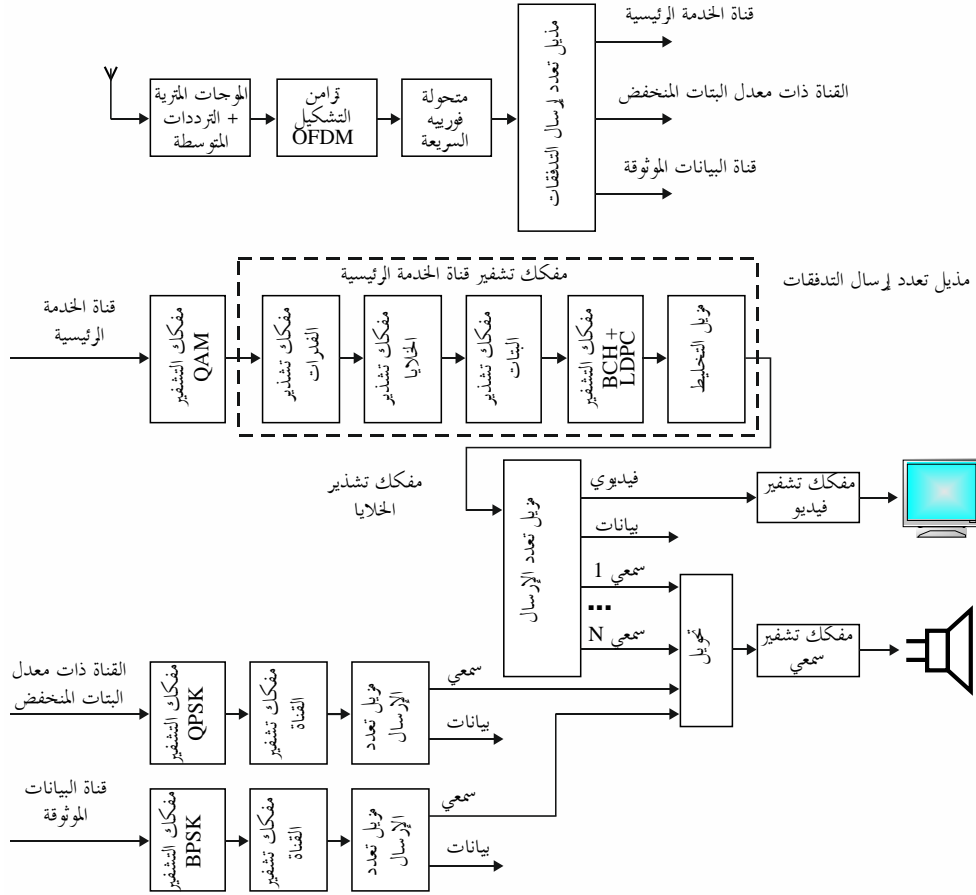 قناة الخدمة الرئيسية
الموجات المترية
+ الترددات
المتوسطة
تزامن
التشكيل
OFDM
متحولة
فورييه
السريعة
مذيل تعدد لإرسال التدفقات
القناة ذات معدل البتات المنخفض
قناة البيانات الموثوقة
مفكك تشفير قناة الخدمة الرئيسية
مذيل تعدد لإرسال التدفقات
قناة الخدمة
الرئيسية
مفكك التشفير
QAM
مفكك تشذير
الفدرات
مفكك تشذير
الخلايا
مفكك تشذير
البتات
مفكك التشفير
BCH +
LDPC
مزيل التخليط
مفكك تشذير
الخلايا
مزيل تعدد الإرسال
فيديوي
بيانات
سمعي 1
...
سمعي N
مفكك تشفير
فيديو
تحويل
مفكك تشفير
سمعي
القناة ذات معدل
البتات المنخفض
مفكك التشفير
QPSK
مفكك تشفير
القناة
مزيل تعدد
الإرسال
سمعي
بيانات
قناة البيانات
الموثوقة
مفكك التشفير
BPSK
مفكك تشفير
القناة
مزيل تعدد
الإرسال
سمعي
بيانات